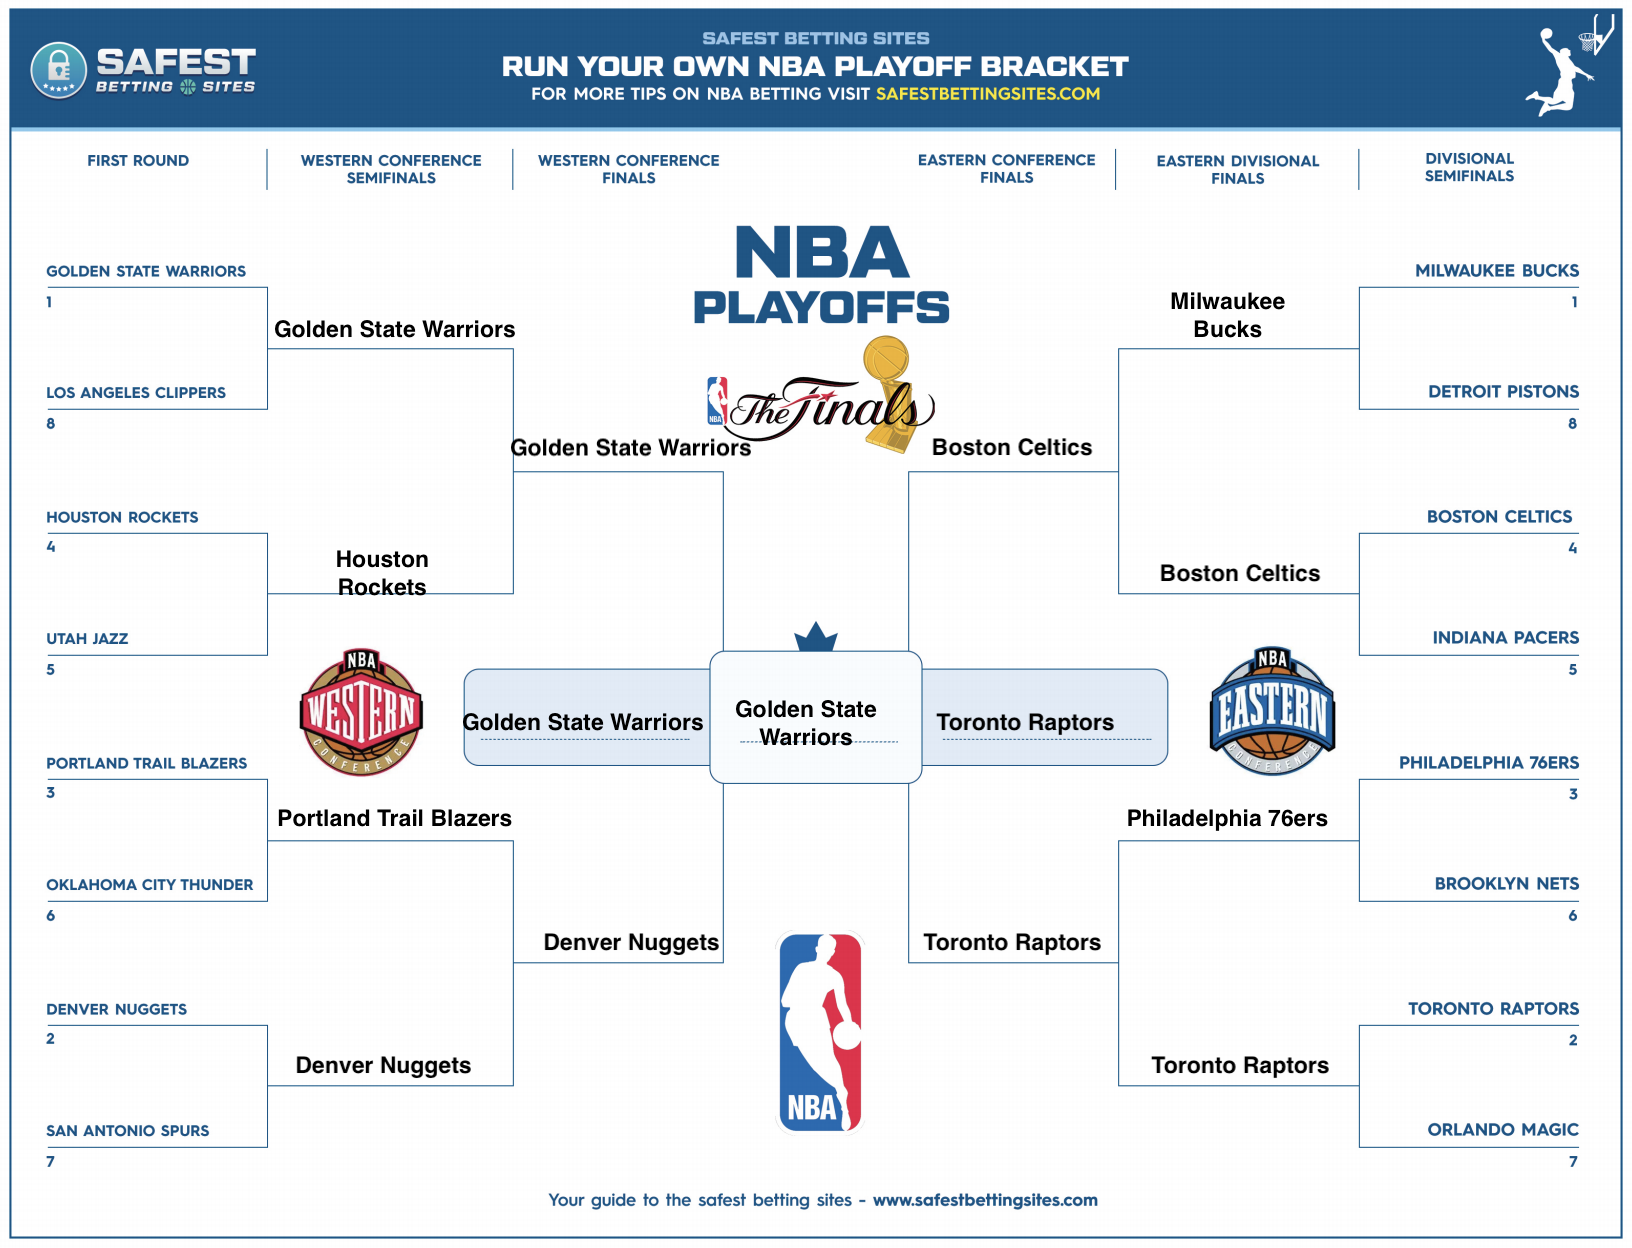 SAFEST
BETTING SITES
SAFEST BETTING SITES
RUN YOUR OWN NBA PLAYOFF BRACKET
FOR MORE TIPS ON NBA BETTING VISIT SAFESTBETTINGSITES.COM
FIRST ROUND
WESTERN CONFERENCE
SEMIFINALS
WESTERN CONFERENCE
FINALS
EASTERN CONFERENCE
FINALS
EASTERN DIVISIONAL
FINALS
DIVISIONAL
SEMIFINALS
NBA
PLAYOFFS
NBA
The Finals
GOLDEN STATE WARRIORS
1
LOS ANGELES CLIPPERS
8
HOUSTON ROCKETS
4
UTAH JAZZ
5
PORTLAND TRAIL BLAZERS
3
OKLAHOMA CITY THUNDER
6
DENVER NUGGETS
2
SAN ANTONIO SPURS
7
Golden State Warriors
Houston
Rockets
NBA
WESTERN
CONFERENCE
Portland Trail Blazers
Denver Nuggets
Golden State Warriors
Denver Nuggets
Golden State Warriors
Golden State
Warriors
Toronto Raptors
NBA
Boston Celtics
Toronto Raptors
Milwaukee
Bucks
Boston Celtics
NBA
EASTERN
CONFERENCE
Philadelphia 76ers
Toronto Raptors
MILWAUKEE BUCKS
1
DETROIT PISTONS
8
BOSTON CELTICS
4
INDIANA PACERS
5
PHILADELPHIA 76ERS
3
BROOKLYN NETS
6
TORONTO RAPTORS
2
ORLANDO MAGIC
7
Your guide to the safest betting sites - www.safestbettingsites.com